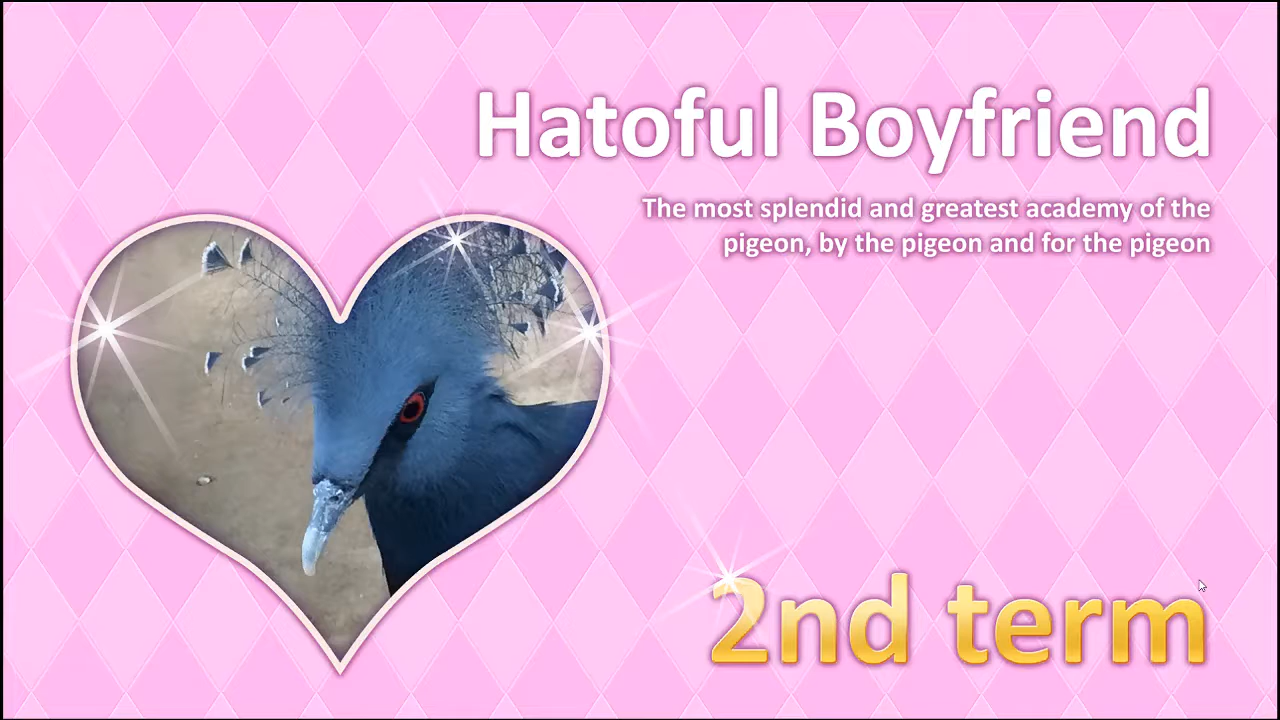 Hatoful Boyfriend
The most splendid and greatest academy of the
pigeon, by the pigeon and for the pigeon
2nd term